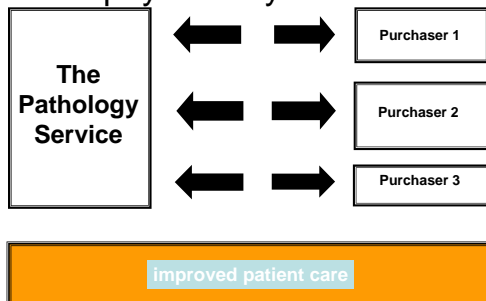 The
Pathology
Service
Purchaser 1
Purchaser 2
Purchaser 3
improved patient care